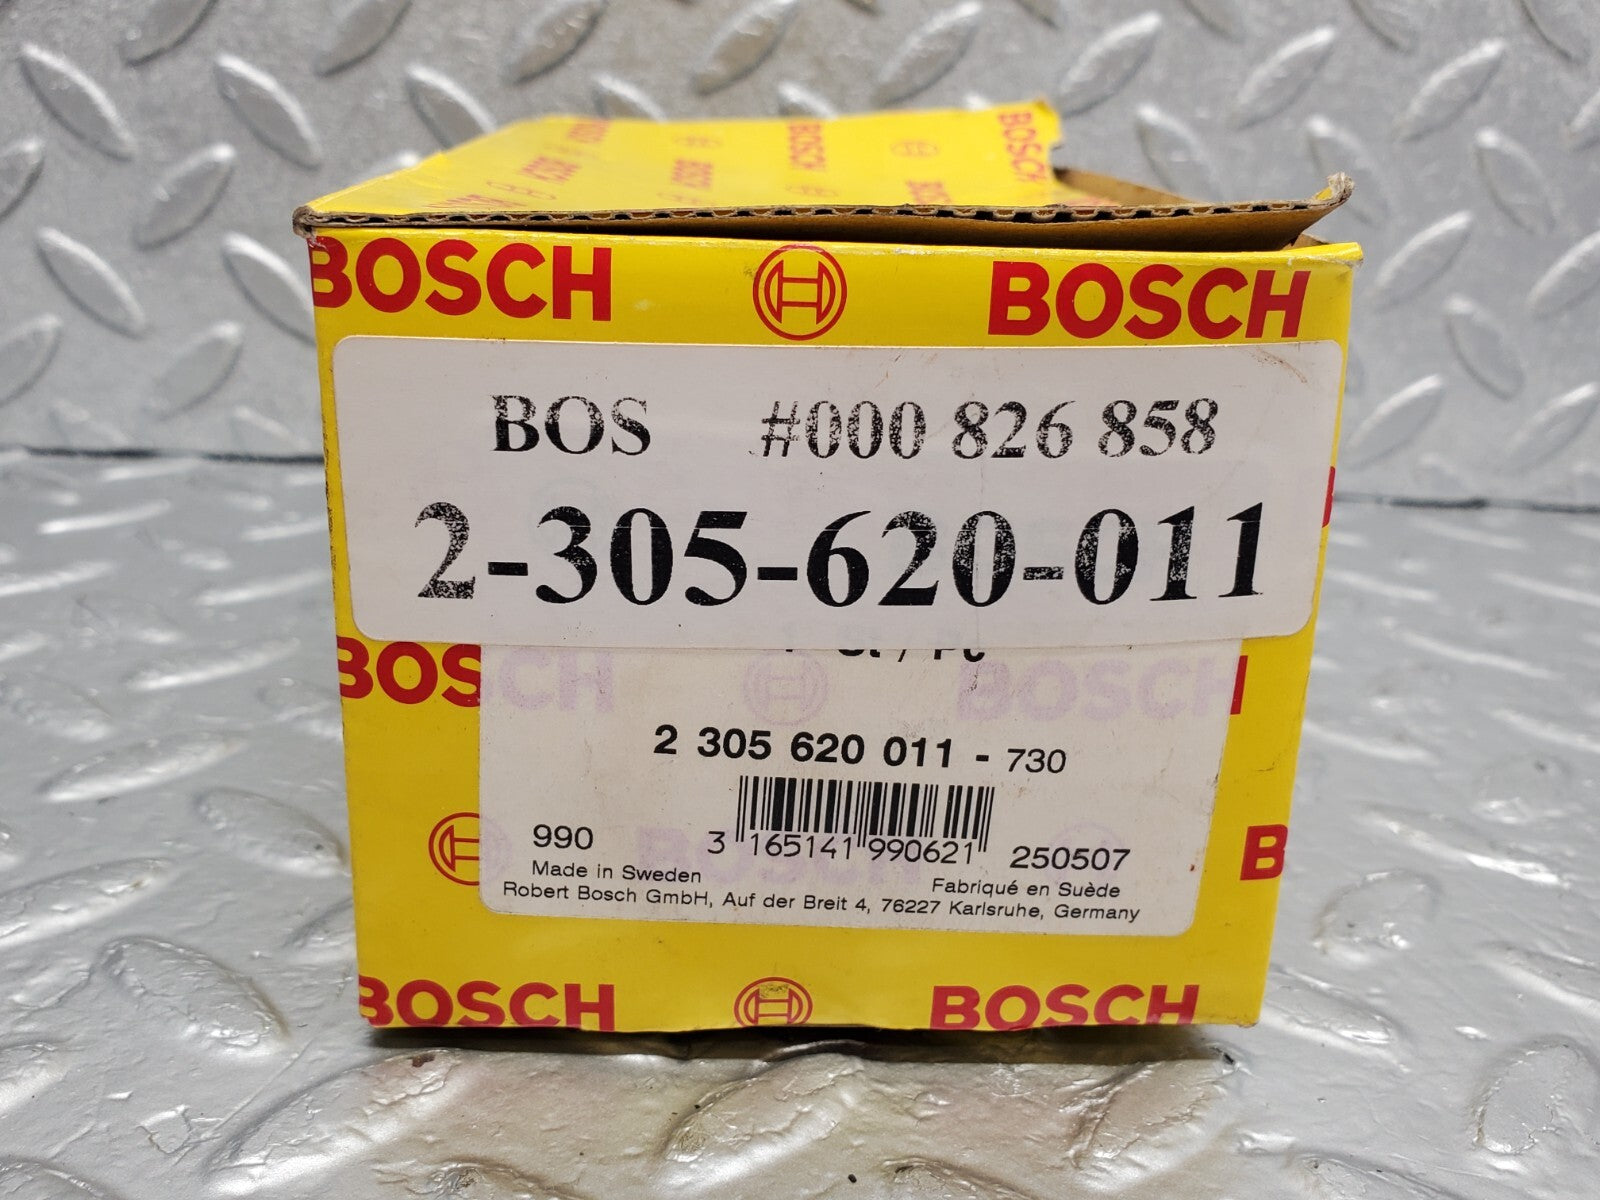 BOSCH BOSCH
BOS #000 826 858
2-305-620-011
St / Pc
BOSCH BOSCH
2 305 620 011 - 730
990 3 165141 990621 250507
Made in Sweden Fabriqué en Suède
Robert Bosch GmbH, Auf der Breit 4, 76227 Karlsruhe, Germany
BOSCH BOSCH